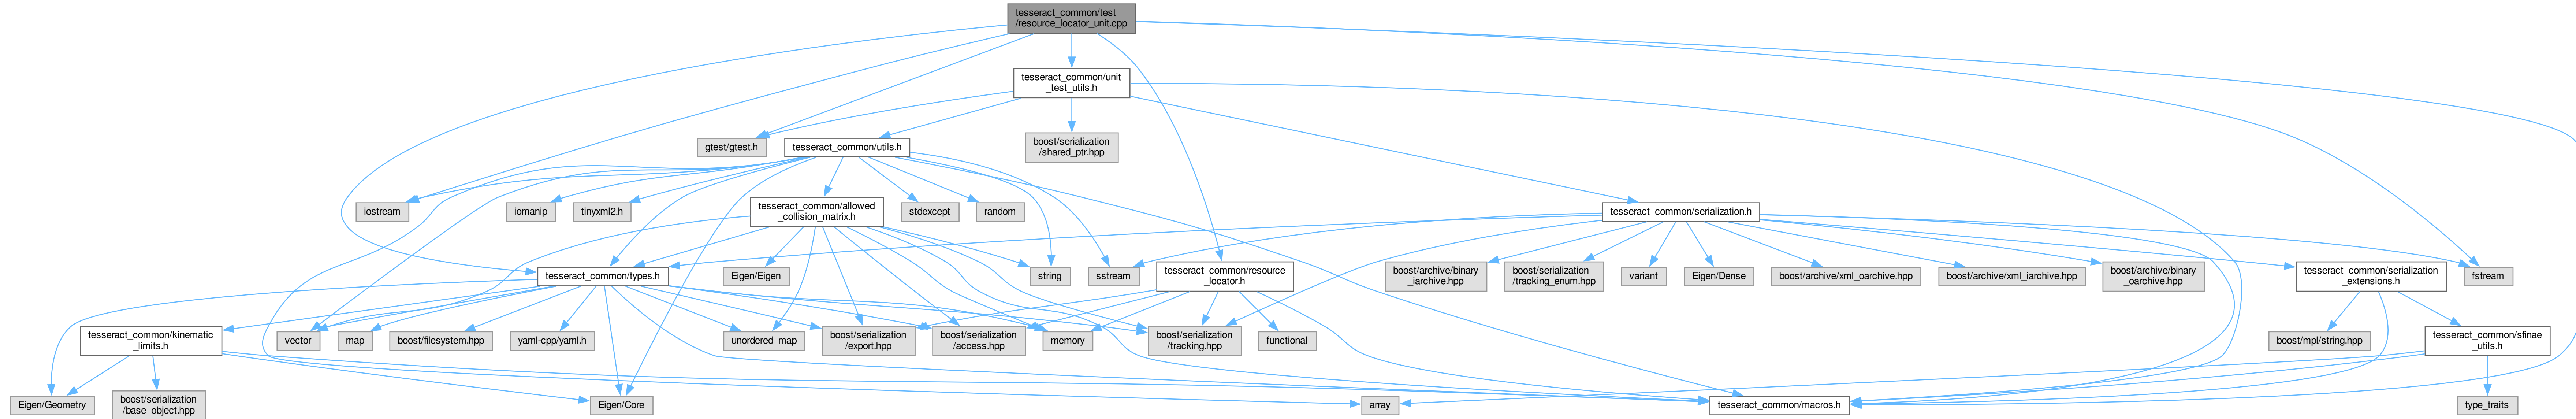 tesseract_common/test
/resource_locator_unit.cpp
tesseract_common/unit
_test_utils.h
gtest/gtest.h
tesseract_common/utils.h
boost/serialization
/shared_ptr.hpp
iostream
iomanip
tinyxml2.h
tesseract_common/allowed
_collision_matrix.h
stdexcept
random
tesseract_common/serialization.h
tesseract_common/types.h
Eigen/Eigen
string
sstream
tesseract_common/resource
_locator.h
boost/archive/binary
_iarchive.hpp
boost/serialization
/tracking_enum.hpp
variant
Eigen/Dense
boost/archive/xml_oarchive.hpp
boost/archive/xml_iarchive.hpp
boost/archive/binary
_oarchive.hpp
tesseract_common/serialization
_extensions.h
fstream
tesseract_common/kinematic
_limits.h
vector
map
boost/filesystem.hpp
yaml-cpp/yaml.h
unordered_map
boost/serialization
/export.hpp
boost/serialization
/access.hpp
memory
boost/serialization
/tracking.hpp
functional
boost/mpl/string.hpp
tesseract_common/sfinae
_utils.h
Eigen/Geometry
boost/serialization
/base_object.hpp
Eigen/Core
array
tesseract_common/macros.h
type_traits